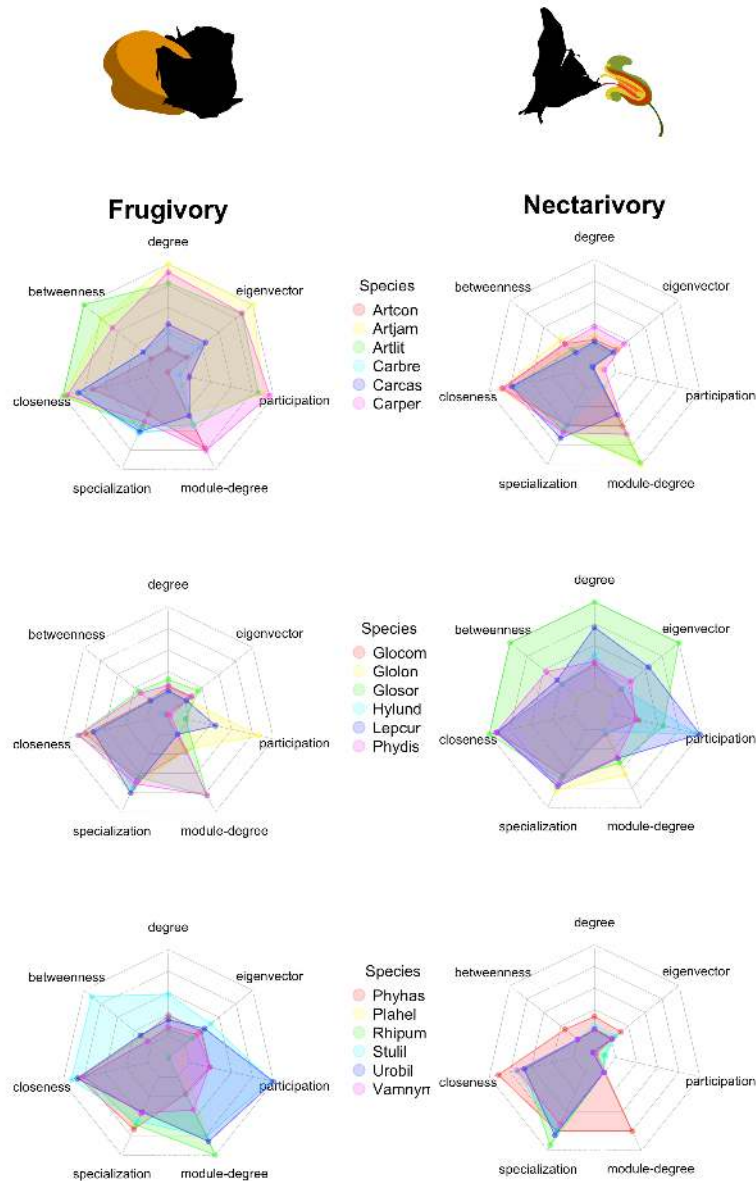 Frugivory
Nectarivory
degree
betweenness
eigenvector
closeness
participation
specialization
module-degree
Species
Artcon
Artjam
Artlit
Carbre
Carcas
Carper
degree
betweenness
eigenvector
closeness
participation
specialization
module-degree
degree
betweenness
eigenvector
closeness
participation
specialization
module-degree
Species
Glocom
Glolon
Glosor
Hylund
Lepcur
Phydis
degree
betweenness
eigenvector
closeness
participation
specialization
module-degree
degree
betweenness
eigenvector
closeness
participation
specialization
module-degree
Species
Phyhas
Plahel
Rhipum
Stulil
Urobil
degree
betweenness
eigenvector
closeness
participation
specialization
module-degree